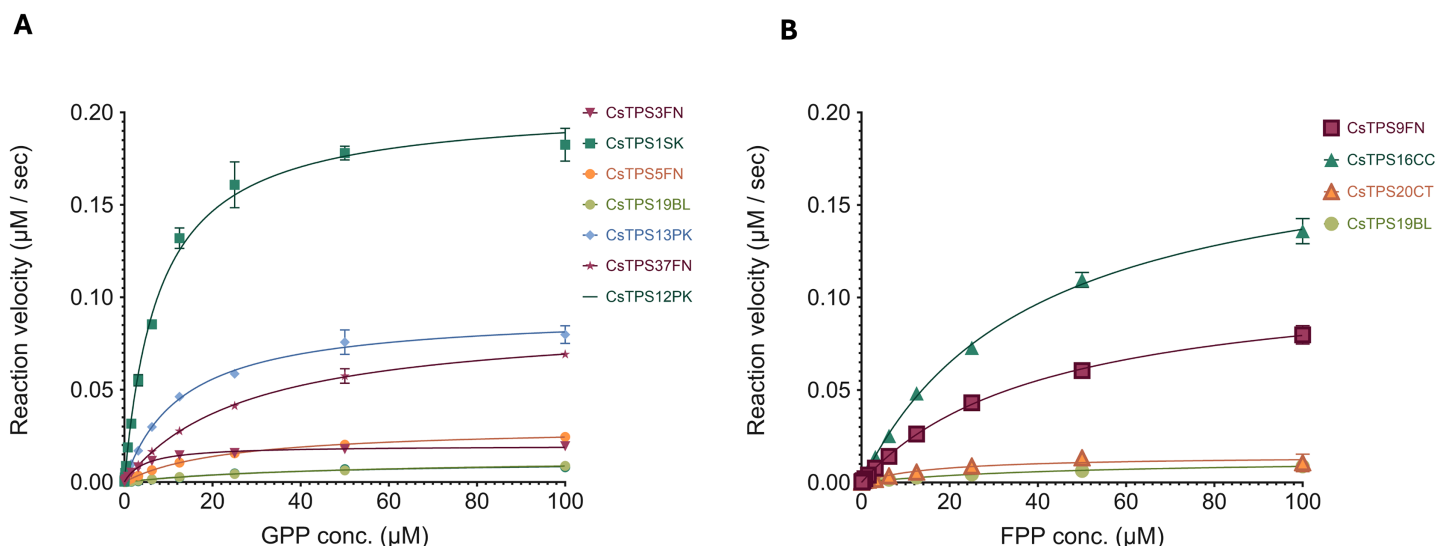 A
B
0.20
0.15
0.10
0.05
0.00
0
20
40
60
80
100
Reaction velocity (µM / sec)
GPP conc. (µM)
CsTPS3FN
CsTPS1SK
CsTPS5FN
CsTPS19BL
CsTPS13PK
CsTPS37FN
CsTPS12PK
0.20
0.15
0.10
0.05
0.00
0
20
40
60
80
100
Reaction velocity (µM / sec)
FPP conc. (µM)
CsTPS9FN
CsTPS16CC
CsTPS20CT
CsTPS19BL